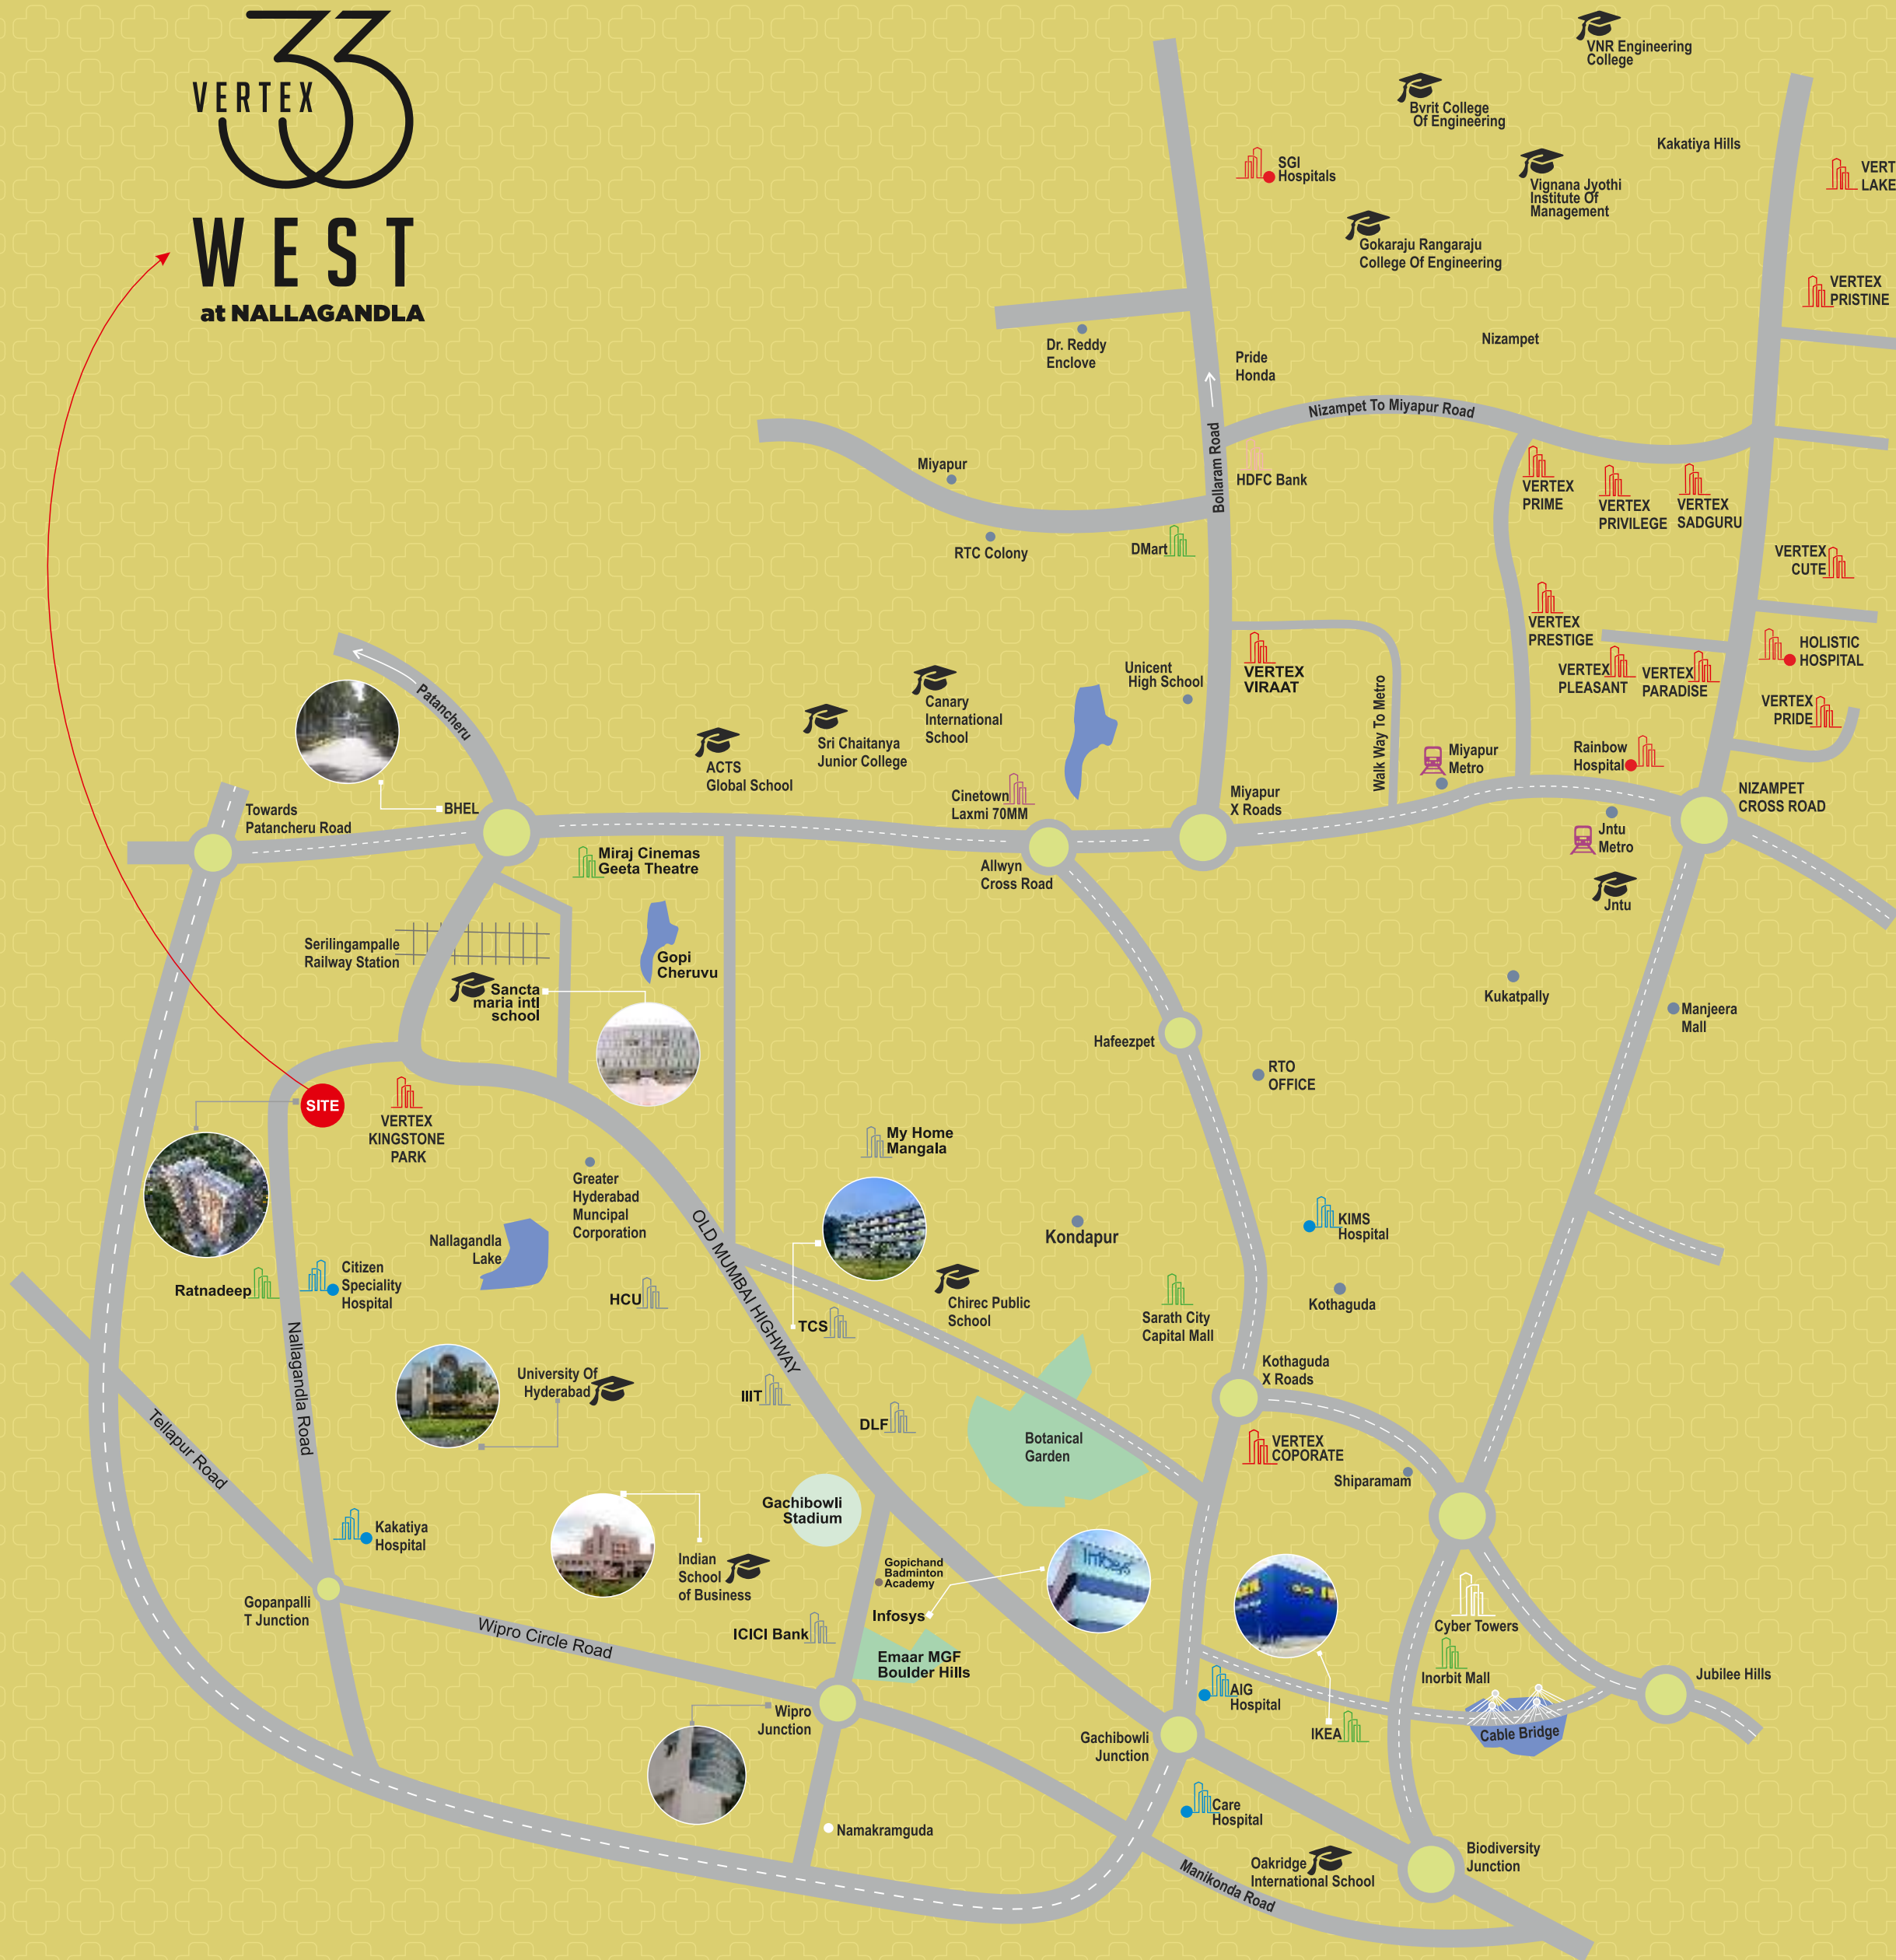 33
VERTEX
WEST
at NALLAGANDLA
VNR Engineering
College
Bvrit College
Of Engineering
Kakatiya Hills
SGI
Hospitals
Vignana Jyothi
Institute Of
Management
VERT
LAKE
Gokaraju Rangaraju
College Of Engineering
VERTEX
PRISTINE
Dr. Reddy
Enclove
Nizampet
Pride
Honda
Nizampet To Miyapur Road
Bollaram Road
Miyapur
HDFC Bank
VERTEX
PRIME
VERTEX
PRIVILEGE
VERTEX
SADGURU
RTC Colony
DMart
VERTEX
CUTE
VERTEX
PRESTIGE
HOLISTIC
HOSPITAL
Unicent
High School
VERTEX
VIRAAT
VERTEX
PLEASANT
VERTEX
PARADISE
VERTEX
PRIDE
Walk Way To Metro
Patancheru
Canary
International
School
Sri Chaitanya
Junior College
ACTS
Global School
Miyapur
Metro
Rainbow
Hospital
Cinetown
Laxmi 70MM
Miyapur
X Roads
NIZAMPET
CROSS ROAD
Towards
Patancheru Road
BHEL
Jntu
Metro
Miraj Cinemas
Geeta Theatre
Allwyn
Cross Road
Jntu
Serilingampalle
Railway Station
Gopi
Cheruvu
Sancta
maria intl
school
Kukatpally
Manjeera
Mall
Hafeezpet
RTO
OFFICE
SITE
VERTEX
KINGSTONE
PARK
My Home
Mangala
Greater
Hyderabad
Muncipal
Corporation
KIMS
Hospital
Kondapur
Nallagandla
Lake
OLD MUMBAI HIGHWAY
Ratnadeep
Citizen
Speciality
Hospital
HCU
TCS
Chirec Public
School
Kothaguda
Sarath City
Capital Mall
Nallagandla Road
University Of
Hyderabad
IIIT
Kothaguda
X Roads
DLF
Botanical
Garden
VERTEX
COPORATE
Tellapur Road
Shiparamam
Gachibowli
Stadium
Kakatiya
Hospital
Indian
School
of Business
Gopichand
Badminton
Academy
Infosys
Infosys
Gopanpalli
T Junction
Wipro Circle Road
ICICI Bank
Cyber Towers
Emaar MGF
Boulder Hills
Inorbit Mall
Jubilee Hills
AIG
Hospital
Wipro
Junction
IKEA
Cable Bridge
Gachibowli
Junction
Care
Hospital
Namakramguda
Biodiversity
Junction
Oakridge
International School
Manikonda Road